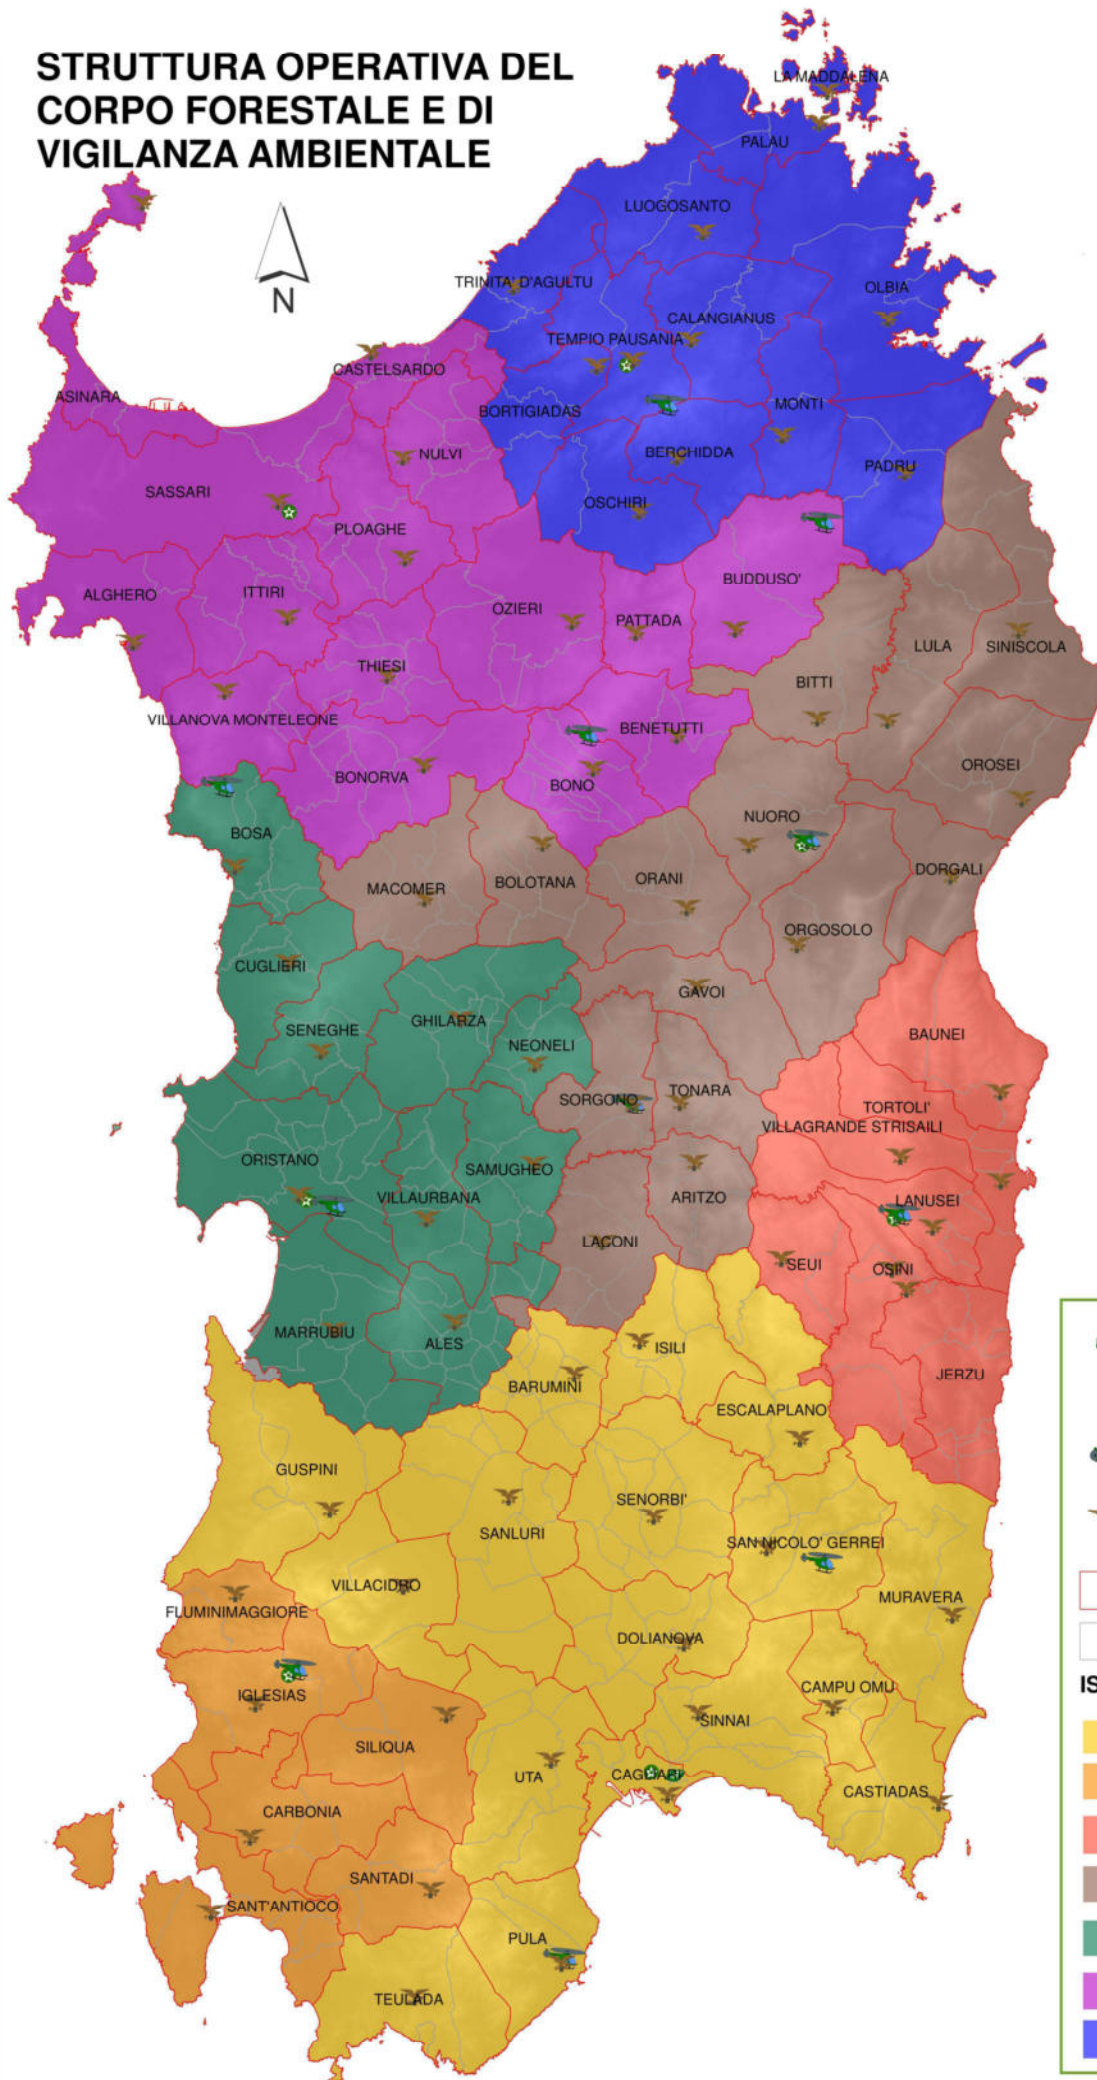 STRUTTURA OPERATIVA DEL
CORPO FORESTALE E DI
VIGILANZA AMBIENTALE
N
LA MADDALENA
PALAU
LUOGOSANTO
TRINITA' D'AGULTU
OLBIA
CALANGIANUS
TEMPIO PAUSANIA
CASTELSARDO
ASINARA
BORTIGIADAS
MONTI
NULVI
BERCHIDDA
PADRU
SASSARI
OSCHIRI
PLOAGHE
BUDDUSO'
ITTIRI
ALGHERO
OZIERI
PATTADA
LULA
SINISCOLA
THIESI
BITTI
VILLANOVA MONTELEONE
BENETUTTI
OROSEI
BONORVA
BONO
NUORO
BOSA
DORGALI
MACOMER
BOLOTANA
ORANI
ORGOSOLO
CUGLIERI
GAVOI
GHILARZA
SENEGHE
BAUNEI
NEONELI
TONARA
SORGONO
TORTOLI'
VILLAGRANDE STRISAILI
ORISTANO
SAMUGHEO
VILLAURBANA
ARITZO
LANUSEI
LACONI
SEUI
OSINI
MARRUBIU
ALES
ISILI
JERZU
BARUMINI
ESCALAPLANO
GUSPINI
SENORBI'
SANLURI
SAN NICOLO' GERREI
VILLACIDRO
MURAVERA
FLUMINIMAGGIORE
DOLIANOVA
CAMPU OMU
IGLESIAS
SINNAI
SILIQUA
UTA
CAGLIARI
CASTIADAS
CARBONIA
SANTADI
SANT'ANTIOCO
PULA
TEULADA
IS